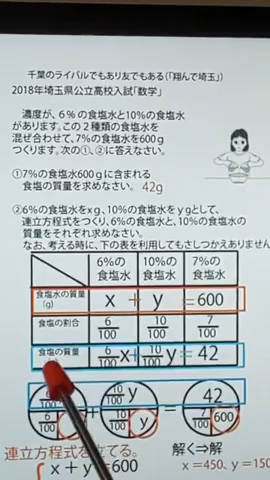 千葉のライバルでもあり友でもある(「翔んで埼玉」)
2018年埼玉県公立高校入試「数学」
濃度が、6%の食塩水と10%の食塩水
があります。この2種類の食塩水を
混ぜ合わせて、7%の食塩水を600g
つくります。次の①、②に答えなさい。
①7%の食塩水600gに含まれる
食塩の質量を求めなさい。 42g
②6%の食塩水をxg、10%の食塩水をygとして、
連立方程式をつくり、6%の食塩水と、10%の食塩水の
質量をそれぞれ求めなさい。
なお、考える時に、下の表を利用してもさしつかえありません
6%の食塩水 10%の食塩水 7%の食塩水
食塩水の質量(g) x + y = 600
食塩の割合 6/100 10/100 7/100
食塩の質量 6/100 x + 10/100 y = 42
10/100 y 42
6/100 + 10/100 y = 7/100 600
連立方程式を立てる。 解く⇒解
x + y = 600 x=450、y=150